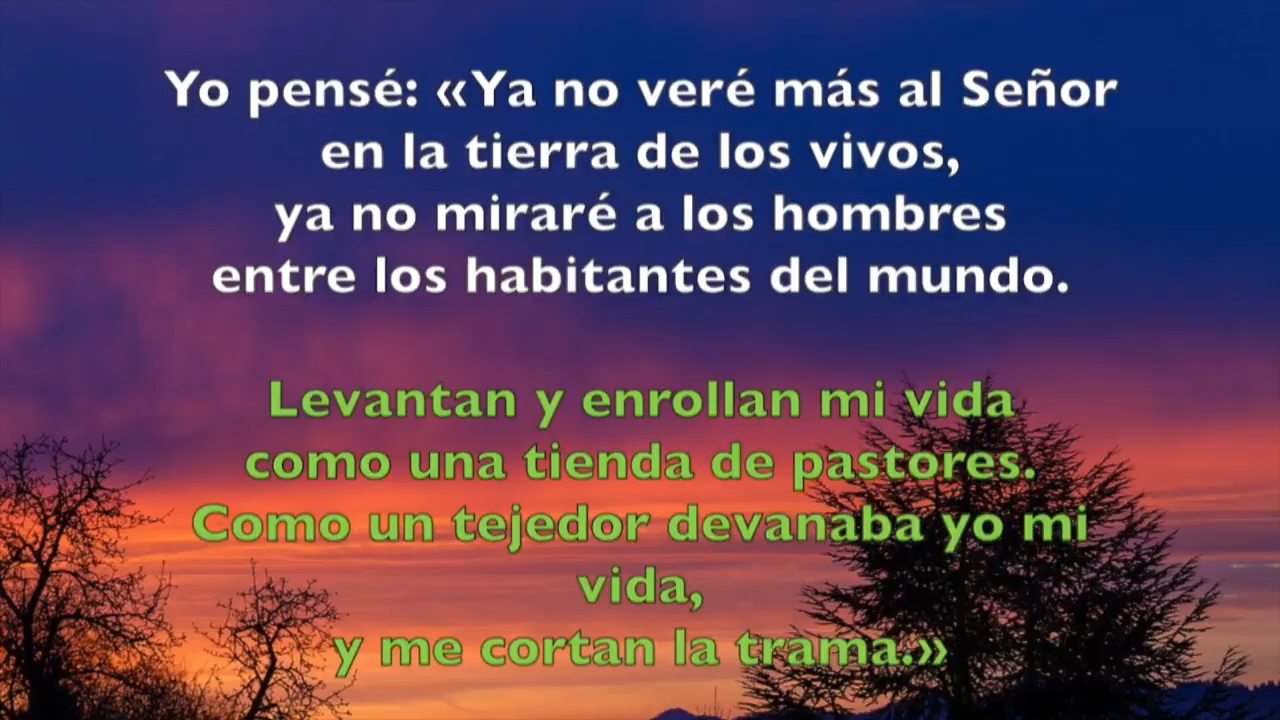 Yo pensé: «Ya no veré más al Señor
en la tierra de los vivos,
ya no miraré a los hombres
entre los habitantes del mundo.
Levantan y enrollan mi vida
como una tienda de pastores.
Como un tejedor devanaba yo mi
vida,
y me cortan la trama.»